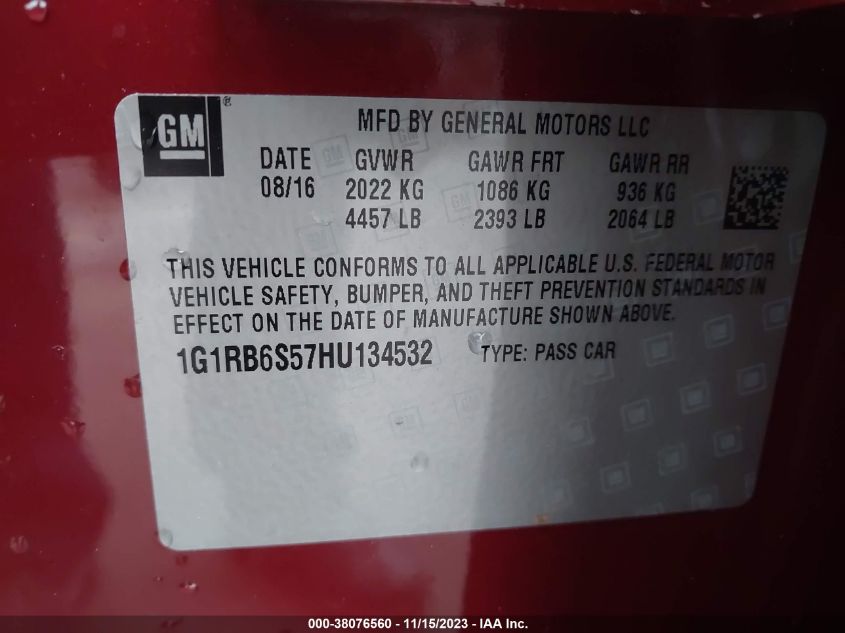 GM®
MFD BY GENERAL MOTORS LLC
DATE GVWR GAWR FRT GAWR RR
08/16 2022 KG 1086 KG 936 KG
4457 LB 2393 LB 2064 LB
THIS VEHICLE CONFORMS TO ALL APPLICABLE U.S. FEDERAL MOTOR
VEHICLE SAFETY, BUMPER, AND THEFT PREVENTION STANDARDS IN
EFFECT ON THE DATE OF MANUFACTURE SHOWN ABOVE.
1G1RB6S57HU134532 TYPE: PASS CAR
000-38076560 - 11/15/2023 - IAA Inc.